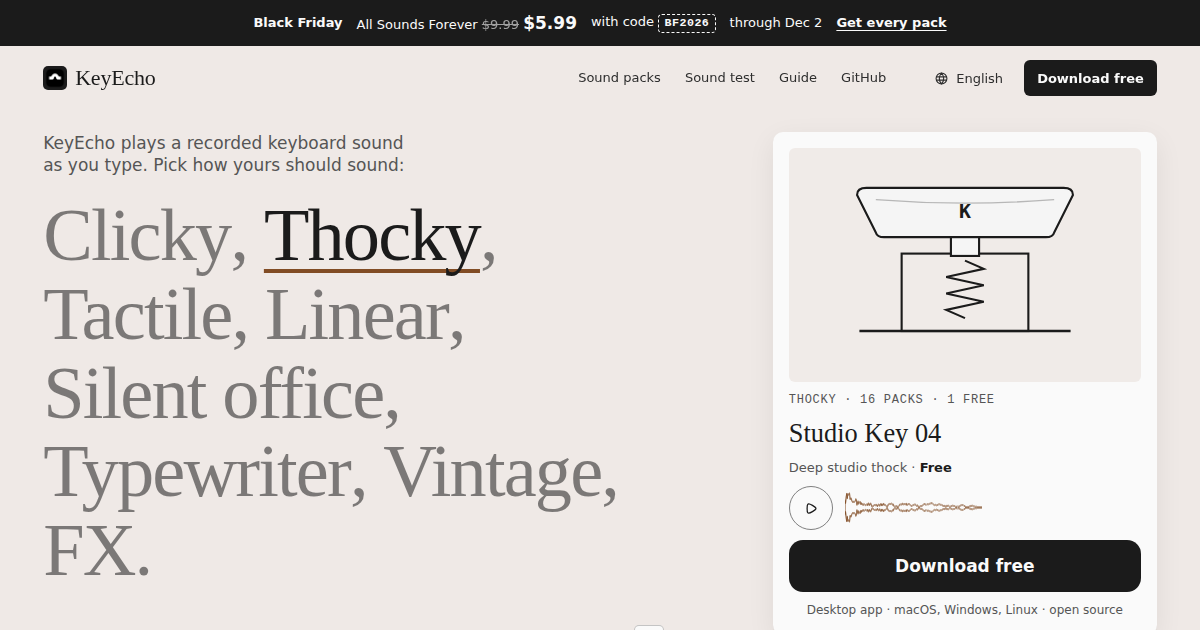 Black Friday All Sounds Forever $9.99 $5.99 with code BF2026 through Dec 2 Get every pack
KeyEcho Sound packs Sound test Guide GitHub English Download free
KeyEcho plays a recorded keyboard sound
as you type. Pick how yours should sound:
Clicky, Thocky,
Tactile, Linear,
Silent office,
Typewriter, Vintage,
FX.
K
THOCKY · 16 PACKS · 1 FREE
Studio Key 04
Deep studio thock · Free
Download free
Desktop app · macOS, Windows, Linux · open source